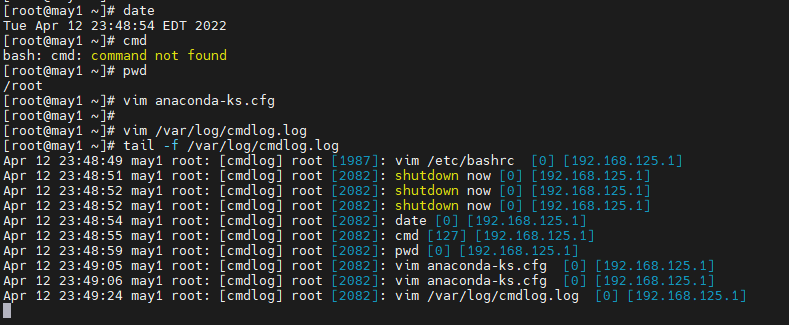 [root@may1 ~]# date
Tue Apr 12 23:48:54 EDT 2022
[root@may1 ~]# cmd
bash: cmd: command not found
[root@may1 ~]# pwd
/root
[root@may1 ~]# vim anaconda-ks.cfg
[root@may1 ~]#
[root@may1 ~]# vim /var/log/cmdlog.log
[root@may1 ~]# tail -f /var/log/cmdlog.log
Apr 12 23:48:49 may1 root: [cmdlog] root [1987]: vim /etc/bashrc  [0] [192.168.125.1]
Apr 12 23:48:51 may1 root: [cmdlog] root [2082]: shutdown now [0] [192.168.125.1]
Apr 12 23:48:52 may1 root: [cmdlog] root [2082]: shutdown now [0] [192.168.125.1]
Apr 12 23:48:52 may1 root: [cmdlog] root [2082]: shutdown now [0] [192.168.125.1]
Apr 12 23:48:54 may1 root: [cmdlog] root [2082]: date [0] [192.168.125.1]
Apr 12 23:48:55 may1 root: [cmdlog] root [2082]: cmd [127] [192.168.125.1]
Apr 12 23:48:59 may1 root: [cmdlog] root [2082]: pwd [0] [192.168.125.1]
Apr 12 23:49:05 may1 root: [cmdlog] root [2082]: vim anaconda-ks.cfg  [0] [192.168.125.1]
Apr 12 23:49:06 may1 root: [cmdlog] root [2082]: vim anaconda-ks.cfg  [0] [192.168.125.1]
Apr 12 23:49:24 may1 root: [cmdlog] root [2082]: vim /var/log/cmdlog.log  [0] [192.168.125.1]